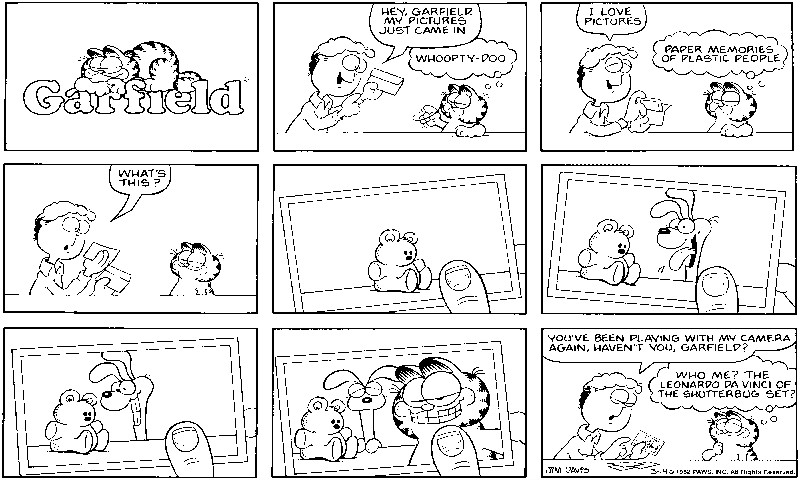 Garfield
HEY, GARFIELD
MY PICTURES
JUST CAME IN
WHOOPTY-DOO
I LOVE
PICTURES
PAPER MEMORIES
OF PLASTIC PEOPLE
WHAT'S
THIS?
YOU'VE BEEN PLAYING WITH MY CAMERA
AGAIN, HAVEN'T YOU, GARFIELD?
WHO ME? THE
LEONARDO DA VINCI OF
THE SHUTTERBUG SET?
JIM DAVIS
© 1982 PAWS, INC. All Rights Reserved.